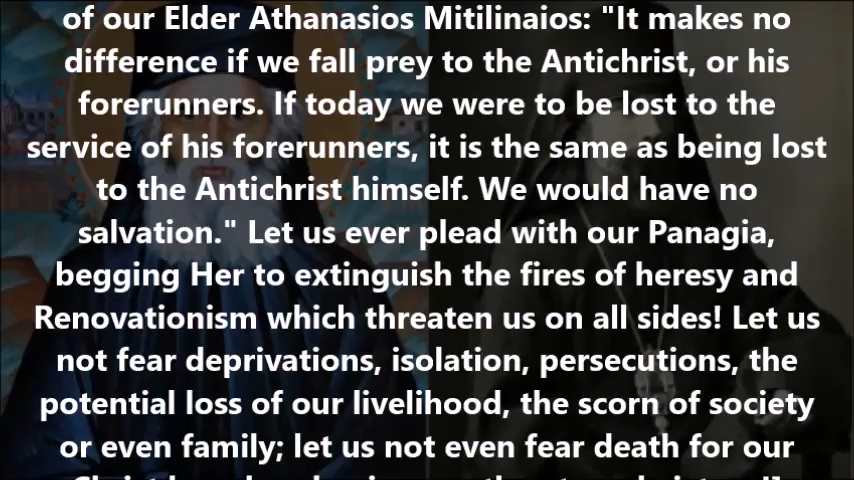 of our Elder Athanasios Mitilinaios: "It makes no
difference if we fall prey to the Antichrist, or his
forerunners. If today we were to be lost to the
service of his forerunners, it is the same as being lost
to the Antichrist himself. We would have no
salvation." Let us ever plead with our Panagia,
begging Her to extinguish the fires of heresy and
Renovationism which threaten us on all sides! Let us
not fear deprivations, isolation, persecutions, the
potential loss of our livelihood, the scorn of society
or even family; let us not even fear death for our